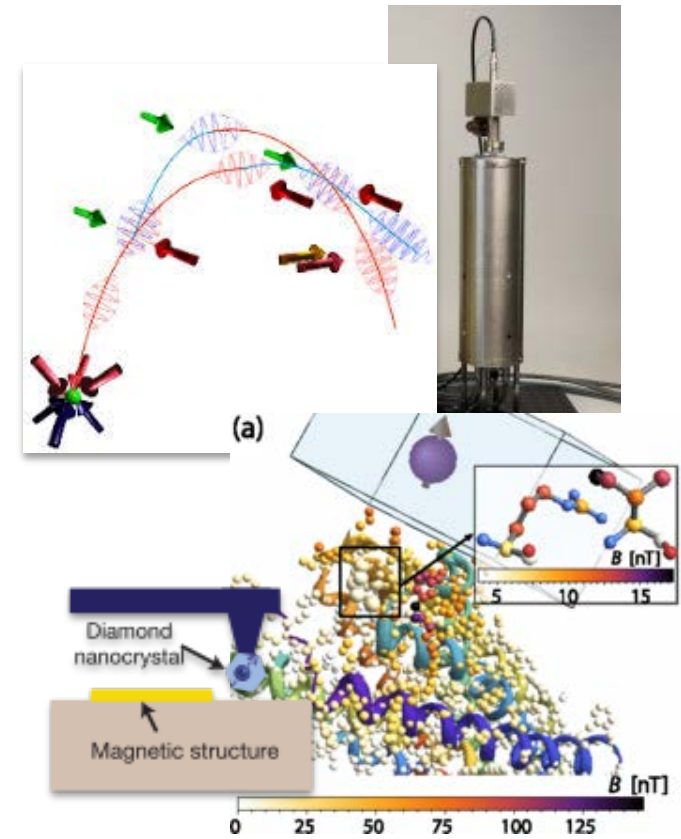 (a)
B [nT]
5 10 15
Diamond
nanocrystal
Magnetic structure
B [nT]
0 25 50 75 100 125